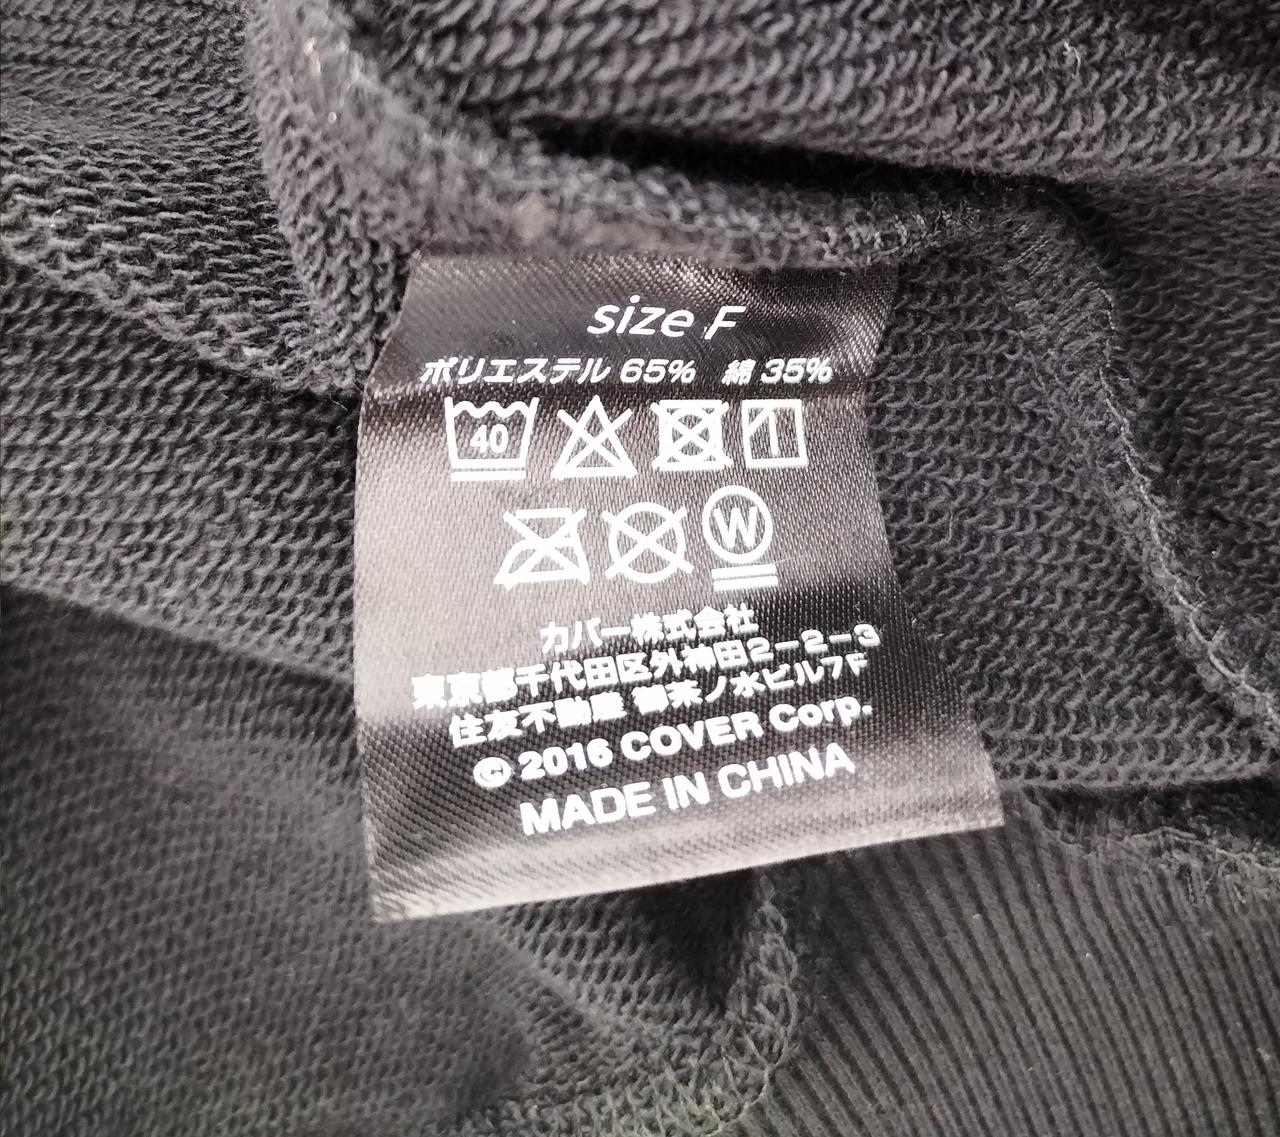 size F
ポリエステル 65% 綿 35%
40
W
カバー株式会社
東京都千代田区外神田2-2-3
住友不動産 御茶ノ水ビル7F
© 2016 COVER Corp.
MADE IN CHINA